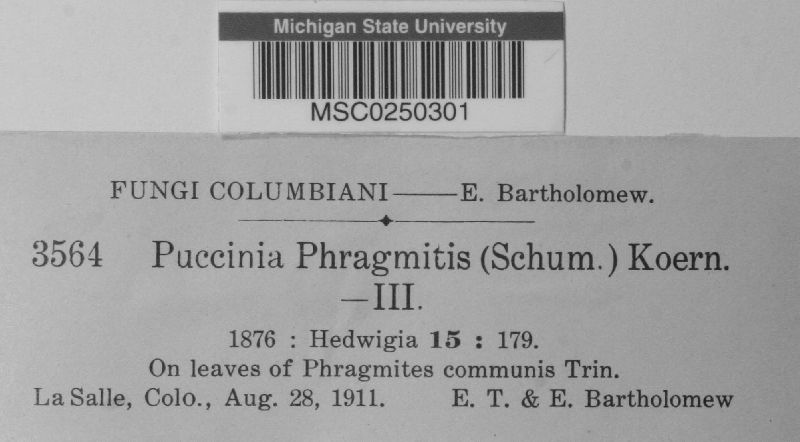 Michigan State University
MSC0250301
FUNGI COLUMBIANI——E. Bartholomew.
3564 Puccinia Phragmitis (Schum.) Koern.
—III.
1876 : Hedwigia 15 : 179.
On leaves of Phragmites communis Trin.
La Salle, Colo., Aug. 28, 1911. E. T. & E. Bartholomew